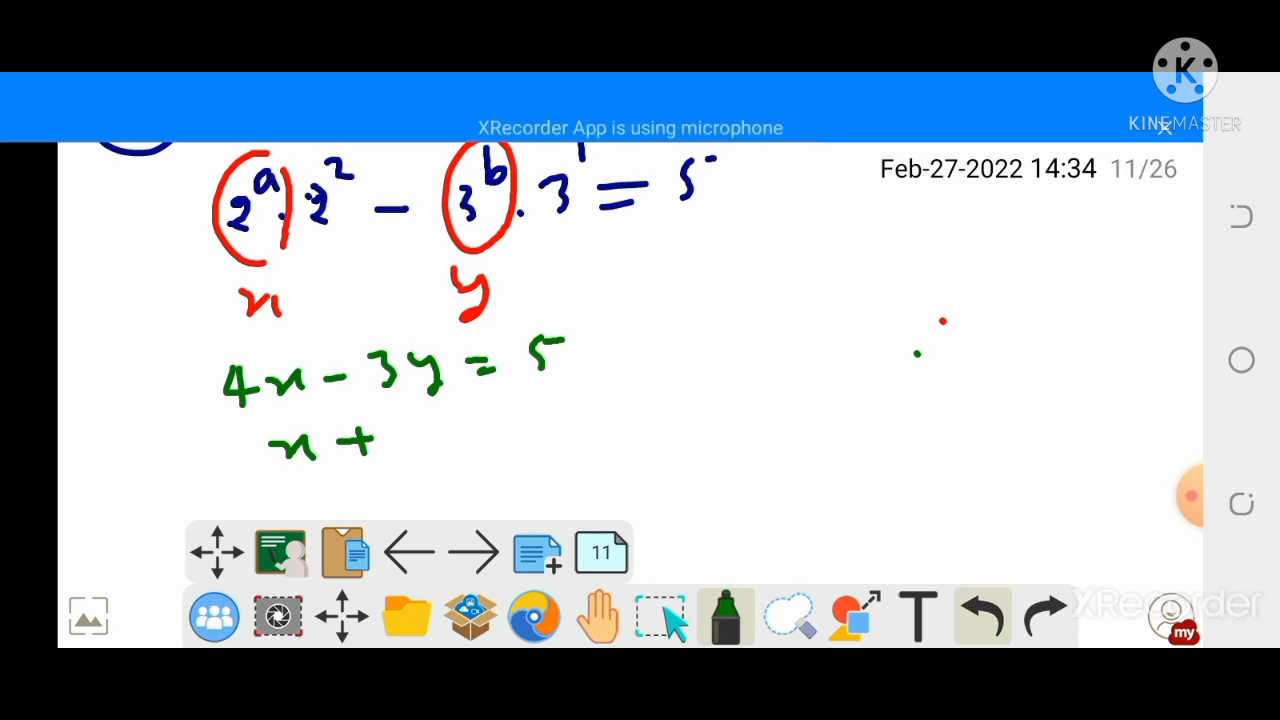 K
KINEMASTER
XRecorder App is using microphone
Feb-27-2022 14:34 11/26
2^a . 2^2 - 3^b . 3^1 = 5
x y
4x - 3y = 5
x +
11
T
XRecorder
my